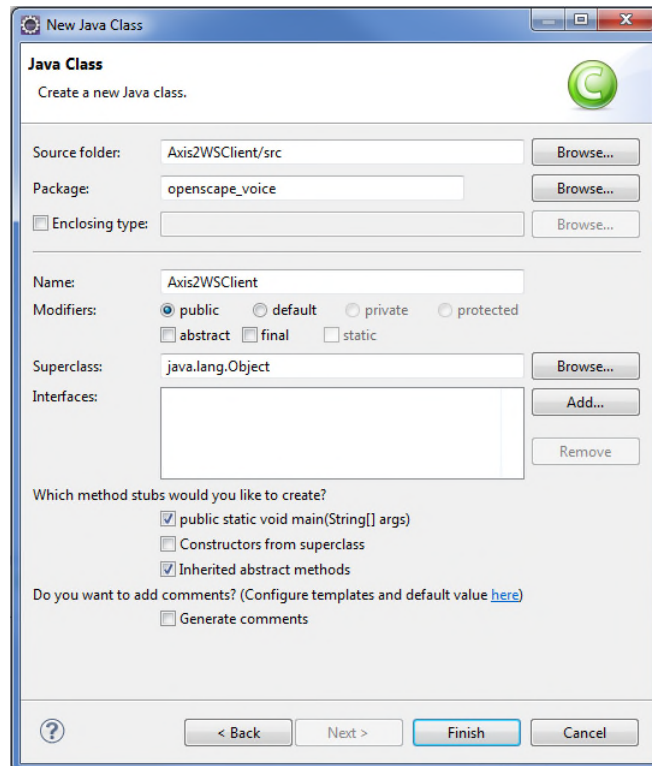 New Java Class
Java Class
Create a new Java class.
C
Source folder: Axis2WSClient/src Browse...
Package: openscape_voice Browse...
Enclosing type: Browse...
Name: Axis2WSClient
Modifiers: public default private protected
abstract final static
Superclass: java.lang.Object Browse...
Interfaces: Add...
Remove
Which method stubs would you like to create?
public static void main(String[] args)
Constructors from superclass
Inherited abstract methods
Do you want to add comments? (Configure templates and default value here)
Generate comments
? < Back Next > Finish Cancel